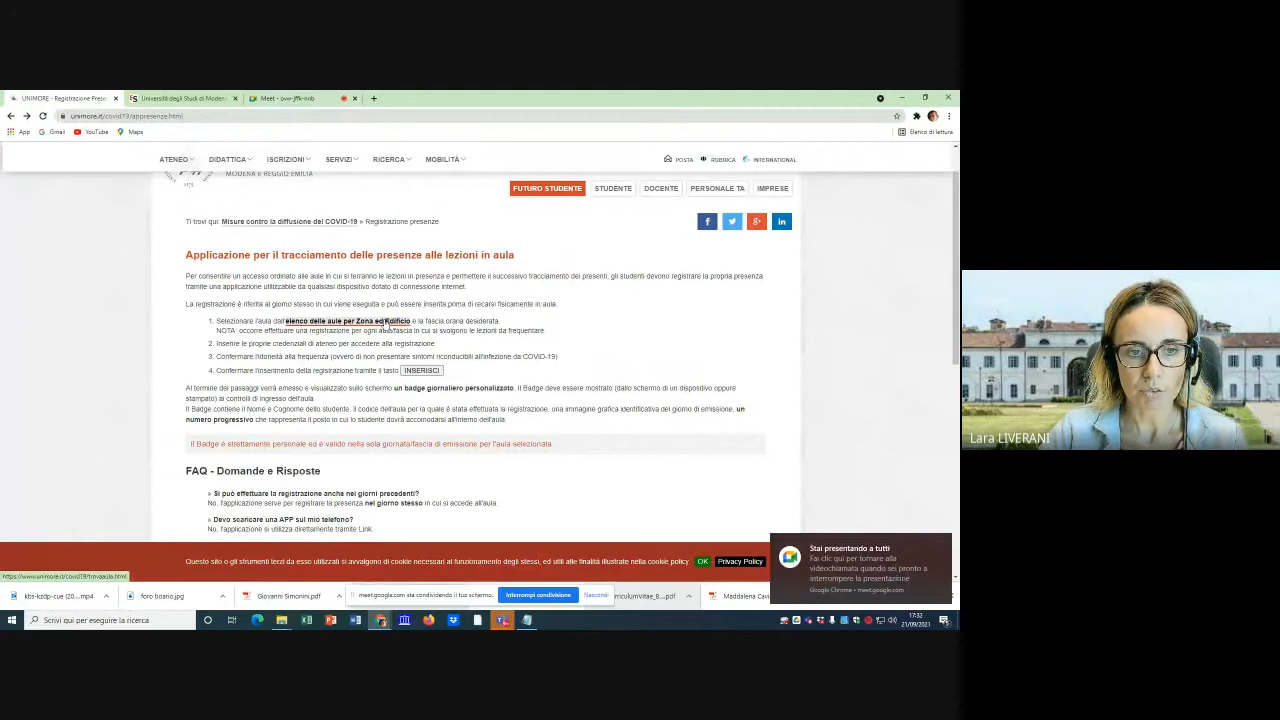 UNIMORE - Registrazione Prese
Università degli Studi di Moden
Meet - pvw-jffk-nnb
unimore.it/covid19/appresenze.html
App
Gmail
YouTube
Maps
Elenco di lettura
ATENEO
DIDATTICA
ISCRIZIONI
SERVIZI
RICERCA
MOBILITÀ
POSTA
RUBRICA
INTERNATIONAL
MODENA E REGGIO EMILIA
FUTURO STUDENTE
STUDENTE
DOCENTE
PERSONALE TA
IMPRESE
Ti trovi qui: Misure contro la diffusione del COVID-19 » Registrazione presenze
Applicazione per il tracciamento delle presenze alle lezioni in aula
Per consentire un accesso ordinato alle aule in cui si terranno le lezioni in presenza e permettere il successivo tracciamento dei presenti, gli studenti devono registrare la propria presenza
tramite una applicazione utilizzabile da qualsiasi dispositivo dotato di connessione internet.
La registrazione è riferita al giorno stesso in cui viene eseguita e può essere inserita prima di recarsi fisicamente in aula.
1. Selezionare l'aula dall'elenco delle aule per Zona ed Edificio e la fascia oraria desiderata.
NOTA: occorre effettuare una registrazione per ogni aula/fascia in cui si svolgono le lezioni da frequentare.
2. Inserire le proprie credenziali di ateneo per accedere alla registrazione
3. Confermare l'idoneità alla frequenza (ovvero di non presentare sintomi riconducibili all'infezione da COVID-19)
4. Confermare l'inserimento della registrazione tramite il tasto INSERISCI
Al termine dei passaggi verrà emesso e visualizzato sullo schermo un badge giornaliero personalizzato. Il Badge deve essere mostrato (dallo schermo di un dispositivo oppure
stampato) ai controlli di ingresso dell'aula.
Il Badge contiene il Nome e Cognome dello studente, il codice dell'aula per la quale è stata effettuata la registrazione, una immagine grafica identificativa del giorno di emissione, un
numero progressivo che rappresenta il posto in cui lo studente dovrà accomodarsi all'interno dell'aula.
Il Badge è strettamente personale ed è valido nella sola giornata/fascia di emissione per l'aula selezionata.
FAQ - Domande e Risposte
» Si può effettuare la registrazione anche nei giorni precedenti?
No, l'applicazione serve per registrare la presenza nel giorno stesso in cui si accede all'aula.
» Devo scaricare una APP sul mio telefono?
No, l'applicazione si utilizza direttamente tramite Link.
Questo sito o gli strumenti terzi da esso utilizzati si avvalgono di cookie necessari al funzionamento degli stessi, ed utili alle finalità illustrate nella cookie policy.
OK
Privacy Policy
Stai presentando a tutti
Fai clic qui per tornare alla
videochiamata quando sei pronto a
interrompere la presentazione
Google Chrome • meet.google.com
https://www.unimore.it/covid19/trovaaula.html
kbs-kzdp-cue (20....mp4
foro boario.jpg
Giovanni Simonini.pdf
meet.google.com sta condividendo il tuo schermo.
Interrompi condivisione
Nascondi
urriculumVitae_B....pdf
Maddalena Cavi
Scrivi qui per eseguire la ricerca
17:32
21/09/2021
Lara LIVERANI